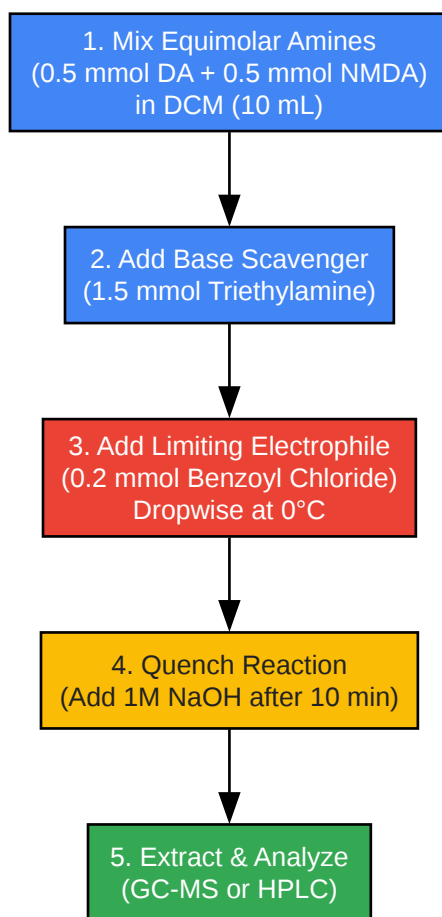 1. Mix Equimolar Amines
(0.5 mmol DA + 0.5 mmol NMDA)
in DCM (10 mL)
2. Add Base Scavenger
(1.5 mmol Triethylamine)
3. Add Limiting Electrophile
(0.2 mmol Benzoyl Chloride)
Dropwise at 0°C
4. Quench Reaction
(Add 1M NaOH after 10 min)
5. Extract & Analyze
(GC-MS or HPLC)